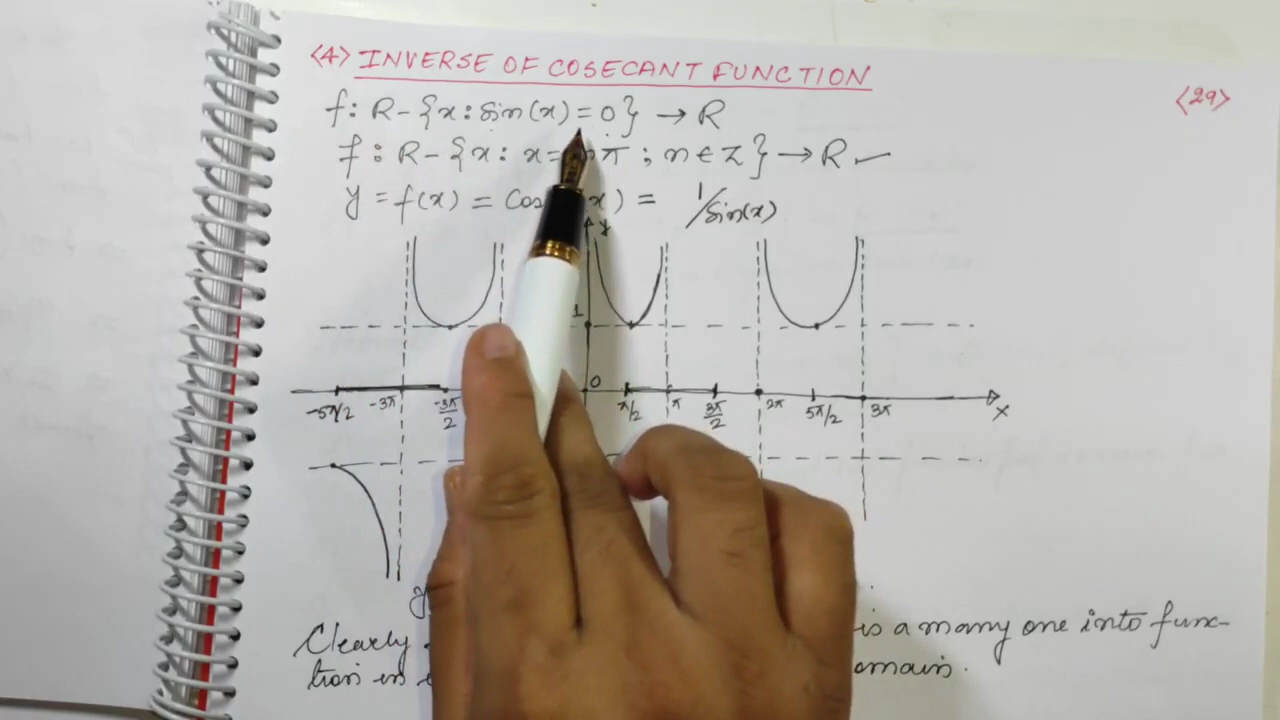 <4> INVERSE OF COSECANT FUNCTION
<29>
f: R-{x: sin(x)=0} → R
f: R-{x: x=nπ ; n∈Z} → R ✓
y = f(x) = Cos x) = 1/sin(x)
y
1
0
-5π/2 -3π -3π/2 π/2 π 3π/2 2π 5π/2 3π X
Clearly is a many one into func-
tion in omain.